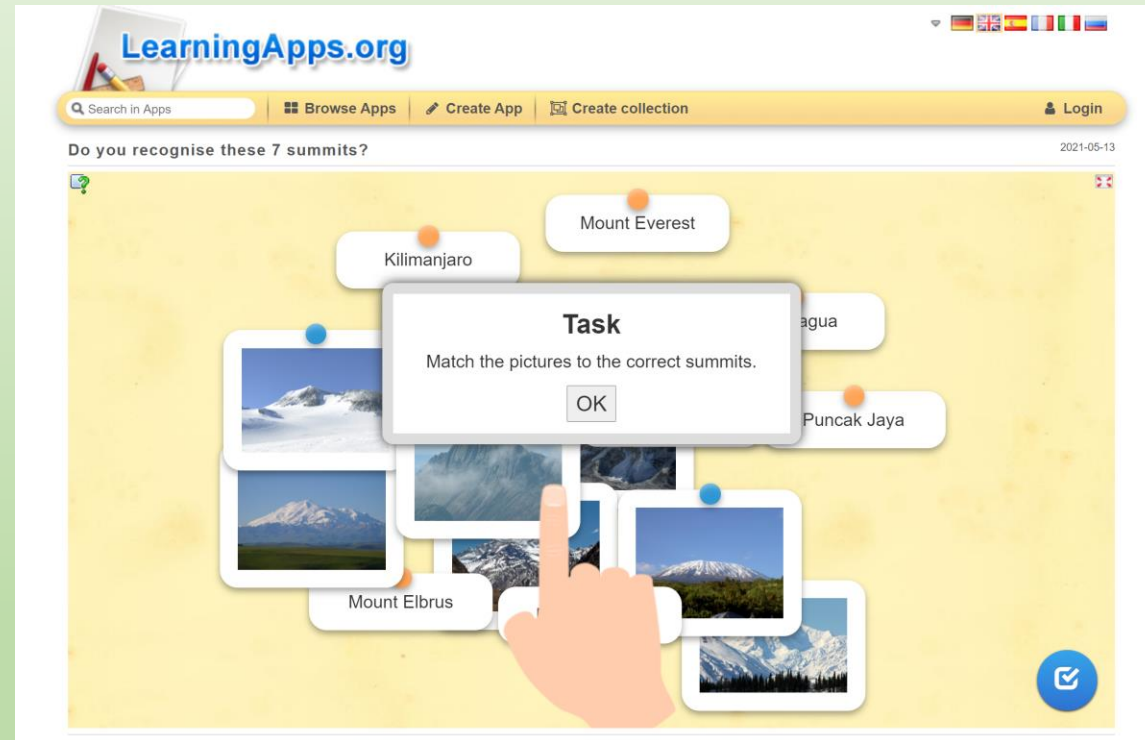 LearningApps.org
Search in Apps
Browse Apps
Create App
Create collection
Login
Do you recognise these 7 summits?
2021-05-13
Mount Everest
Kilimanjaro
agua
Task
Match the pictures to the correct summits.
OK
Puncak Jaya
Mount Elbrus